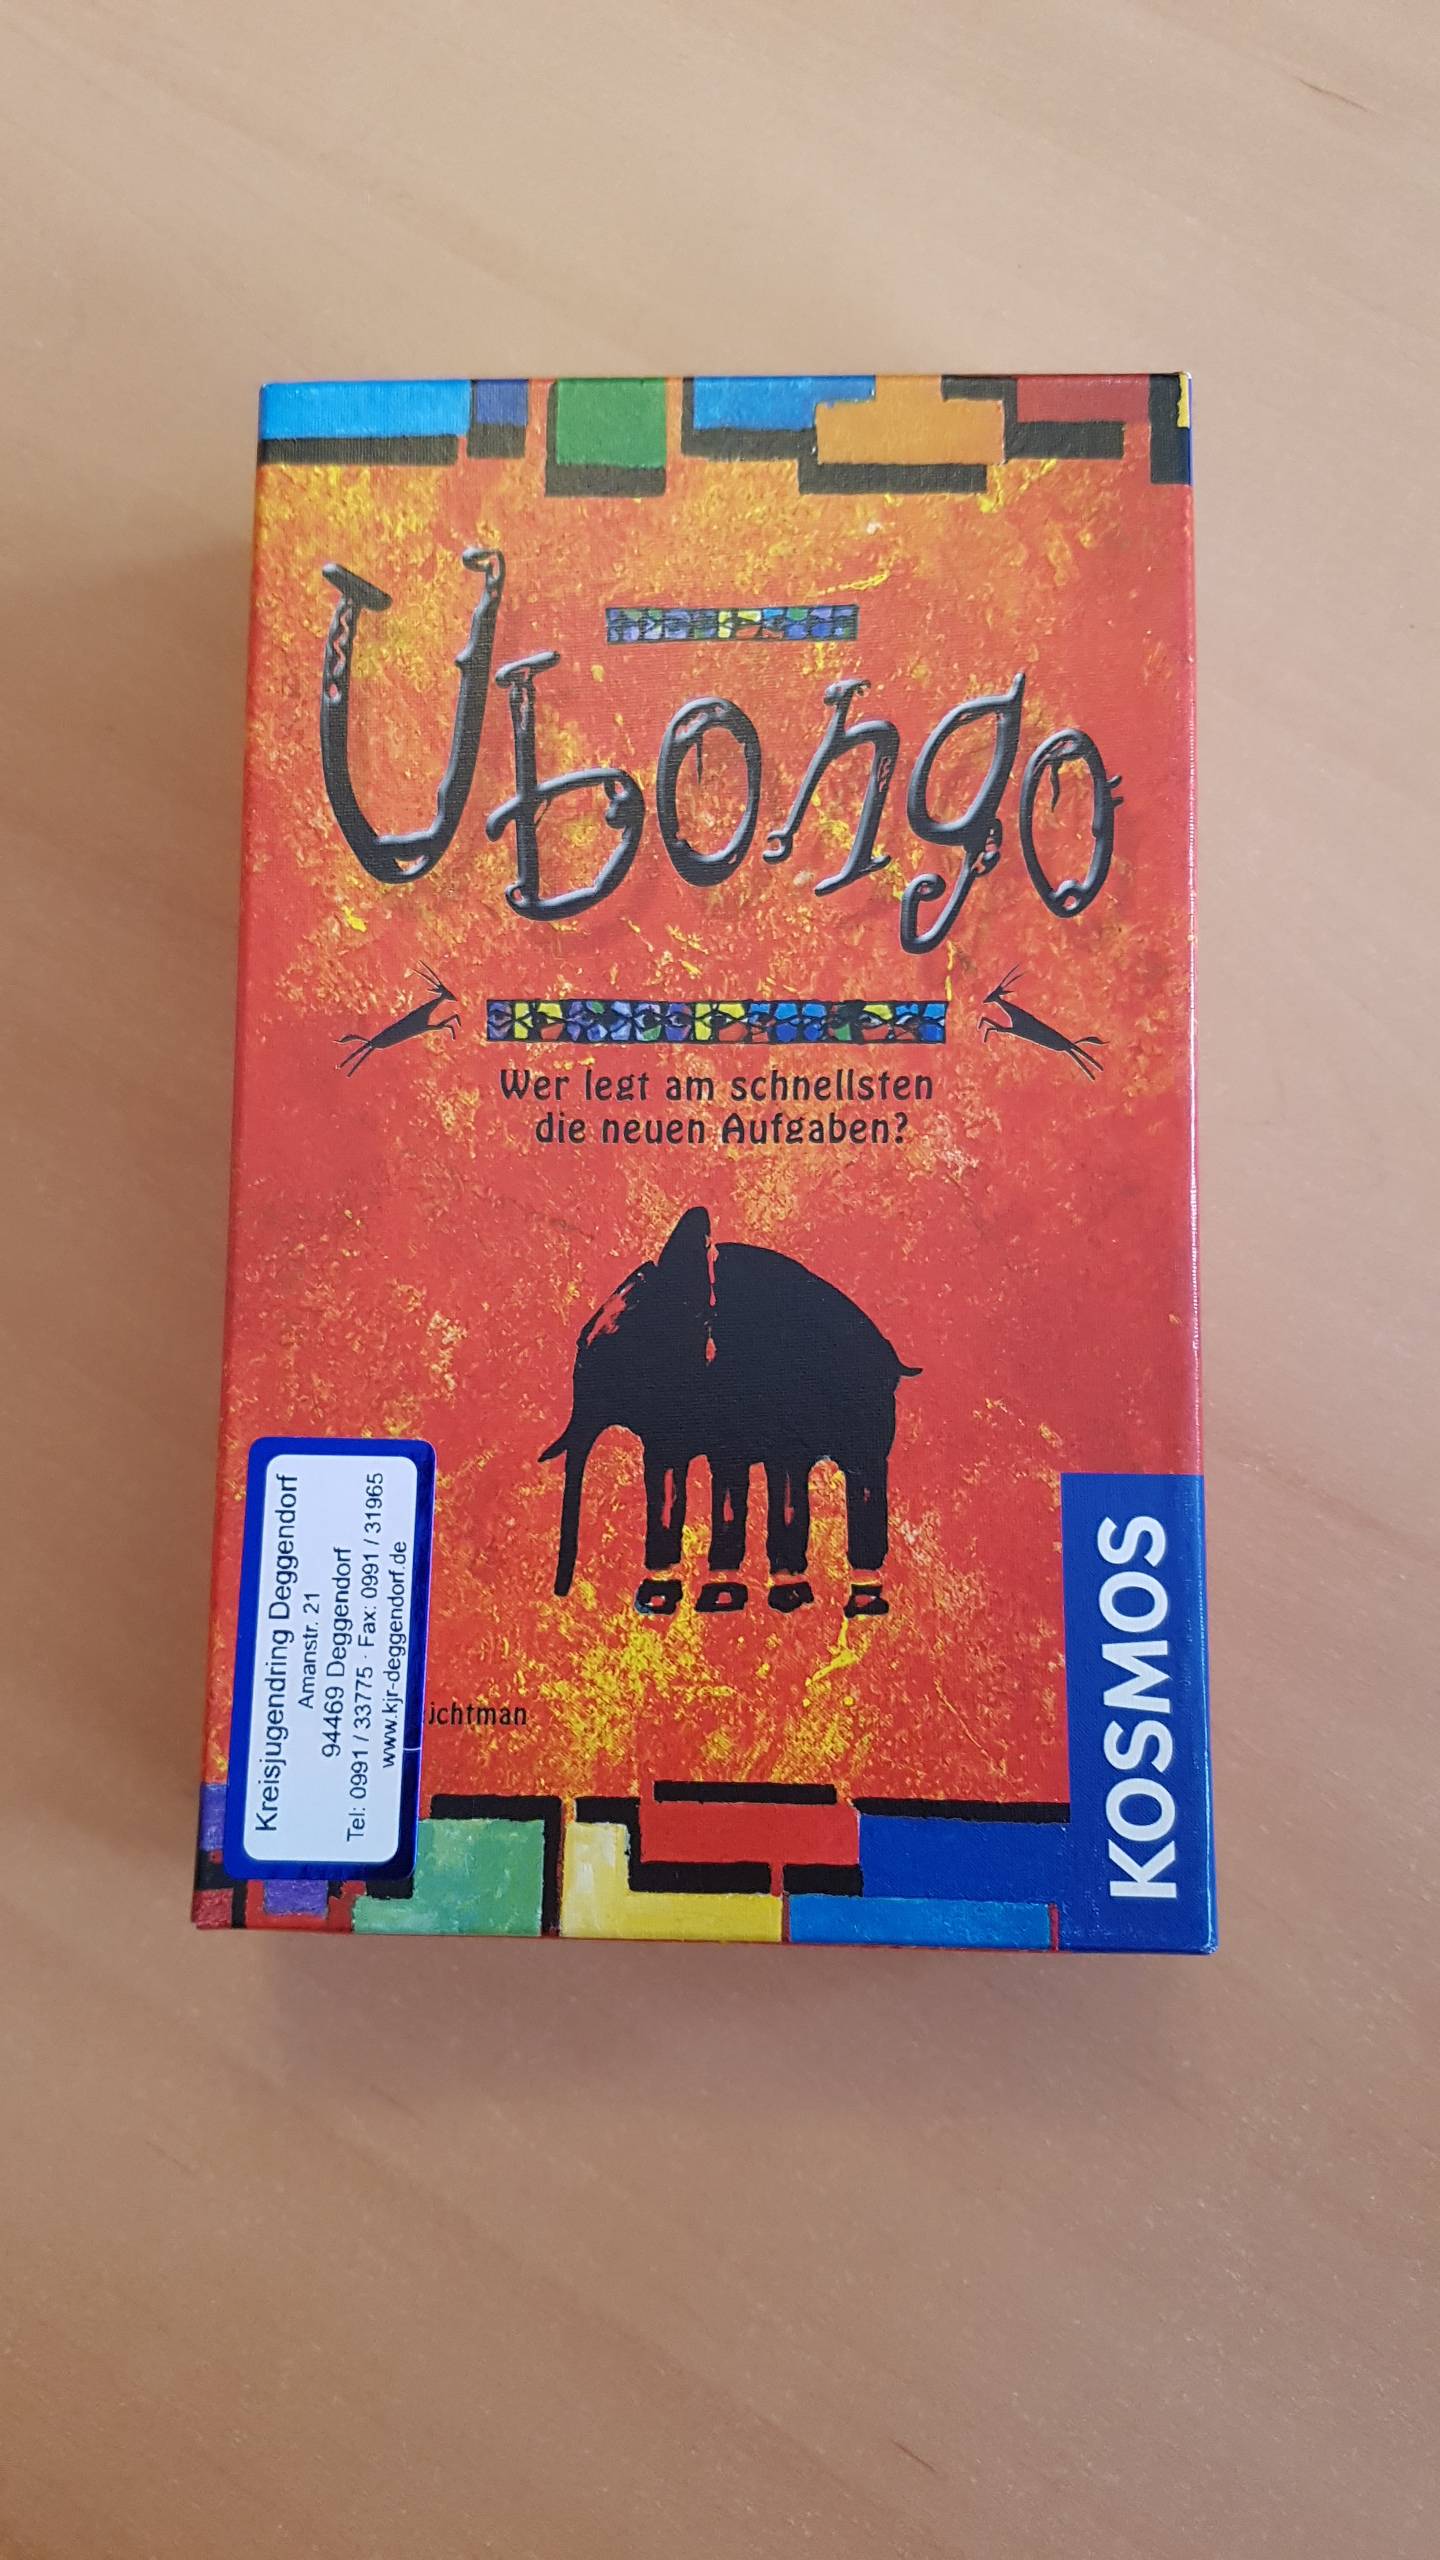 Ubongo
Wer legt am schnellsten
die neuen Aufgaben?
Kreisjugendring Deggendorf
Amanstr. 21
94469 Deggendorf
Tel: 0991 / 33775 · Fax: 0991 / 31965
www.kjr-deggendorf.de
KOSMOS